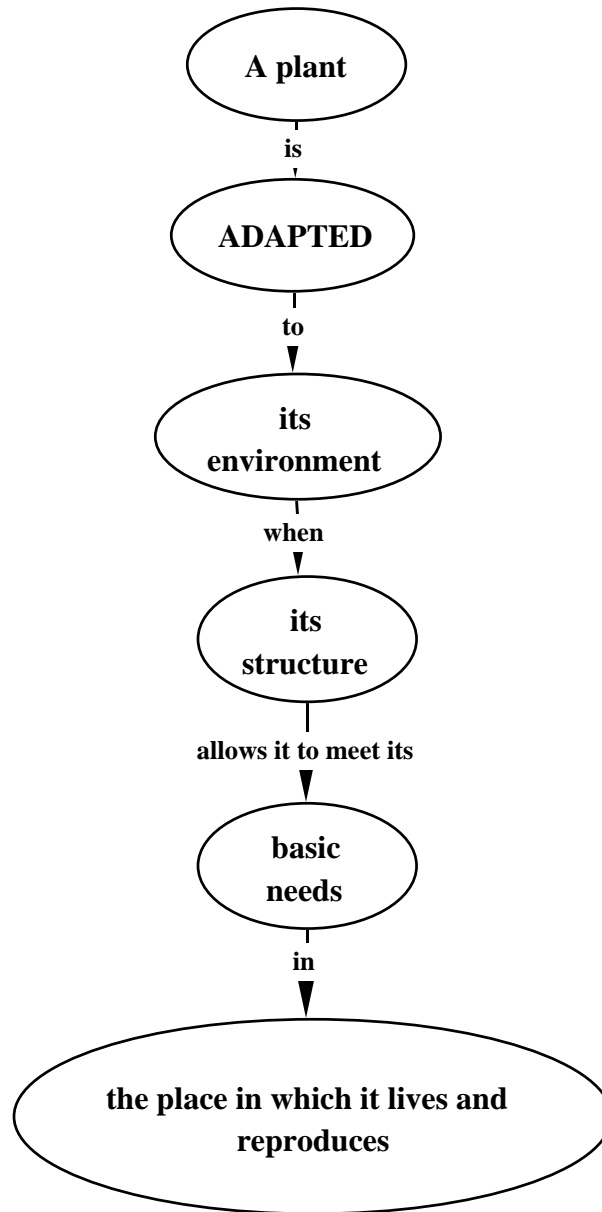 A plant
is
ADAPTED
to
its
environment
when
its
structure
allows it to meet its
basic
needs
in
the place in which it lives and
reproduces